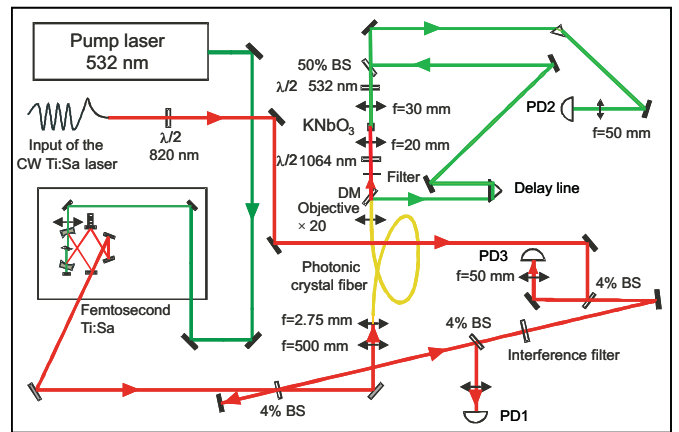 Pump laser
532 nm
50% BS
λ/2 532 nm
f=30 mm
PD2
f=50 mm
KNbO3
λ/2
820 nm
Input of the
CW Ti:Sa laser
f=20 mm
λ/2 1064 nm
Filter
DM
Delay line
Objective
× 20
PD3
f=50 mm
Photonic
crystal fiber
4% BS
Femtosecond
Ti:Sa
f=2.75 mm
f=500 mm
4% BS
Interference filter
4% BS
PD1